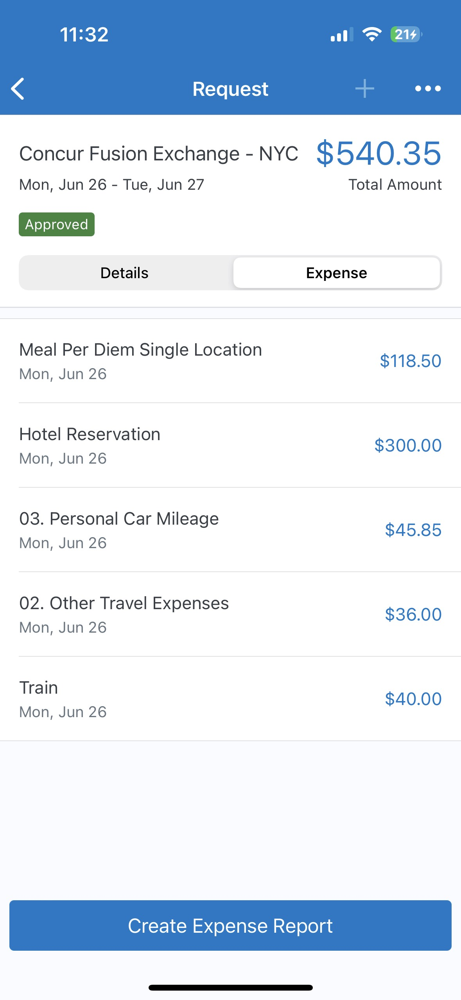 11:32
21
Request
Concur Fusion Exchange - NYC $540.35
Mon, Jun 26 - Tue, Jun 27 Total Amount
Approved
Details Expense
Meal Per Diem Single Location
$118.50
Mon, Jun 26
Hotel Reservation
$300.00
Mon, Jun 26
03. Personal Car Mileage
$45.85
Mon, Jun 26
02. Other Travel Expenses
$36.00
Mon, Jun 26
Train
$40.00
Mon, Jun 26
Create Expense Report